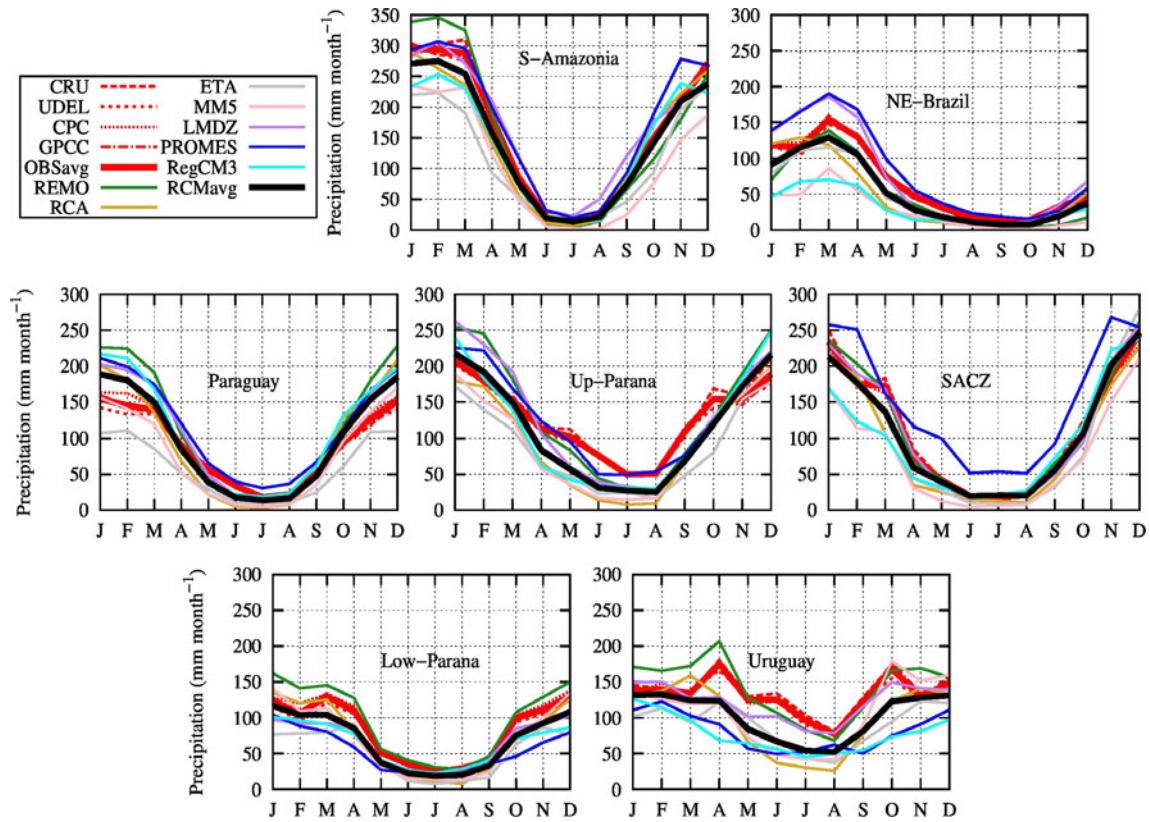 CRU ETA
UDEL MM5
CPC LMDZ
GPCC PROMES
OBSavg RegCM3
REMO RCMavg
RCA
Precipitation (mm month⁻¹)
350
300
250
200
150
100
50
0
S−Amazonia
J F M A M J J A S O N D
300
250
200
150
100
50
0
NE−Brazil
J F M A M J J A S O N D
Precipitation (mm month⁻¹)
300
250
200
150
100
50
0
Paraguay
J F M A M J J A S O N D
300
250
200
150
100
50
0
Up−Parana
J F M A M J J A S O N D
300
250
200
150
100
50
0
SACZ
J F M A M J J A S O N D
Precipitation (mm month⁻¹)
300
250
200
150
100
50
0
Low−Parana
J F M A M J J A S O N D
300
250
200
150
100
50
0
Uruguay
J F M A M J J A S O N D